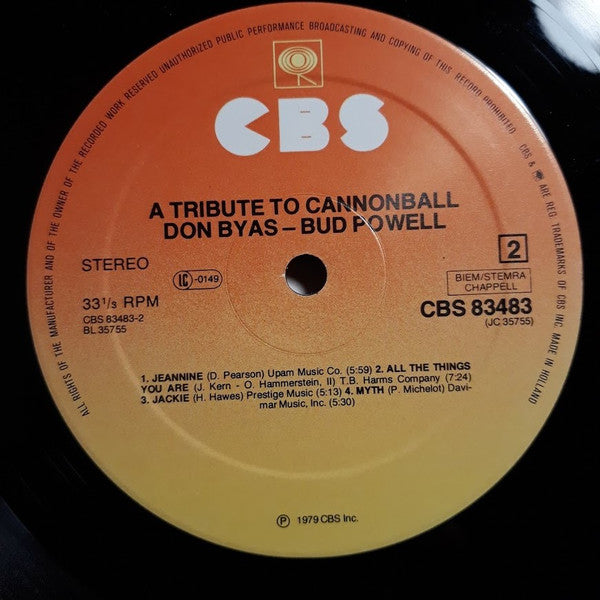 ALL RIGHTS OF THE MANUFACTURER AND OF THE OWNER OF THE RECORDED WORK RESERVED UNAUTHORIZED PUBLIC PERFORMANCE BROADCASTING AND COPYING OF THIS RECORD PROHIBITED. CBS & ARE REG. TRADEMARKS OF CBS INC. MADE IN HOLLAND
CBS
A TRIBUTE TO CANNONBALL
DON BYAS – BUD POWELL
STEREO
LC-0149
2
BIEM/STEMRA
CHAPPELL
33 1/3 RPM
CBS 83483
CBS 83483-2
(JC 35755)
BL 35755
1. JEANNINE (D. Pearson) Upam Music Co. (5:59) 2. ALL THE THINGS
YOU ARE (J. Kern - O. Hammerstein, II) T.B. Harms Company (7:24)
3. JACKIE (H. Hawes) Prestige Music (5:13) 4. MYTH (P. Michelot) Davi-
mar Music, Inc. (5:30)
℗ 1979 CBS Inc.